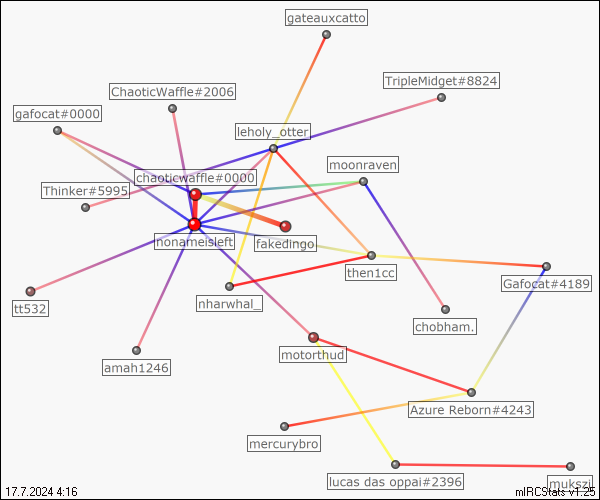 gateauxcatto
TripleMidget#8824
ChaoticWaffle#2006
gafocat#0000
leholy_otter
moonraven
chaoticwaffle#0000
Thinker#5995
nonameisleft
fakedingo
then1cc
Gafocat#4189
nharwhal_
tt532
chobham.
motorthud
amah1246
Azure Reborn#4243
mercurybro
lucas das oppai#2396
mukszi
17.7.2024 4:16
mIRCStats v1.25